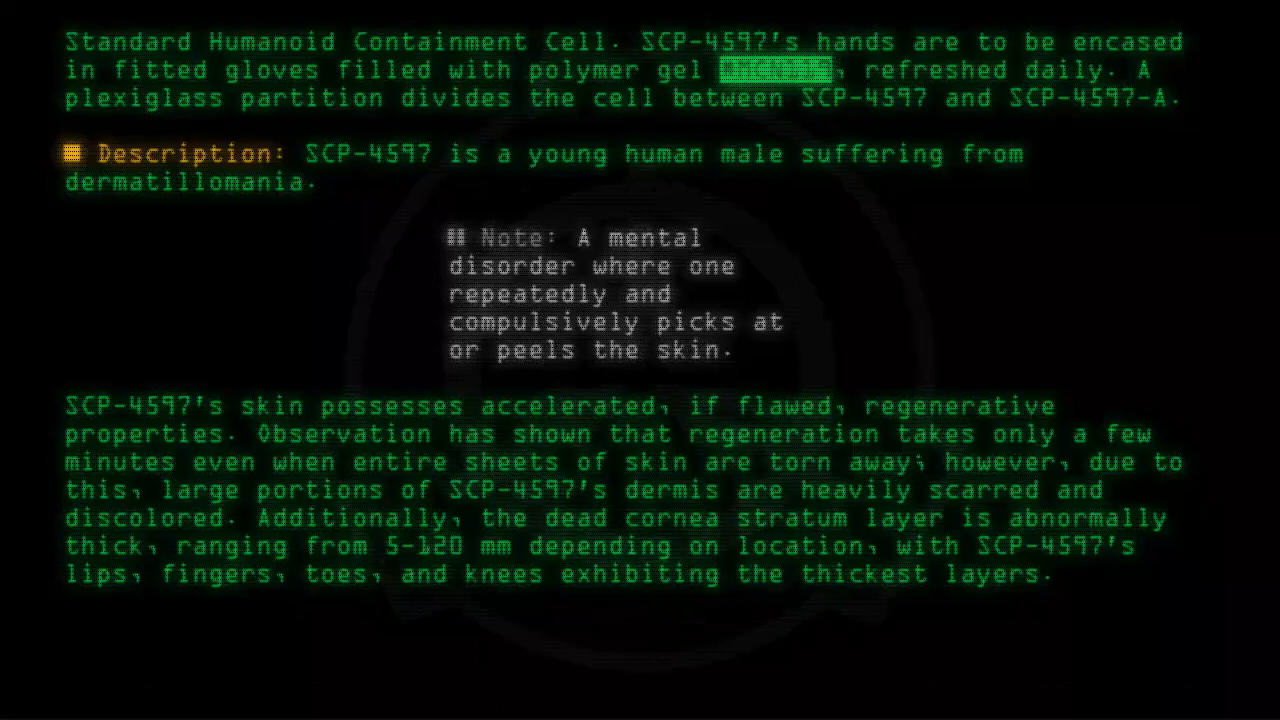 Standard Humanoid Containment Cell. SCP-4597's hands are to be encased
in fitted gloves filled with polymer gel , refreshed daily. A
plexiglass partition divides the cell between SCP-4597 and SCP-4597-A.
Description: SCP-4597 is a young human male suffering from
dermatillomania.
Note: A mental
disorder where one
repeatedly and
compulsively picks at
or peels the skin.
SCP-4597's skin possesses accelerated, if flawed, regenerative
properties. Observation has shown that regeneration takes only a few
minutes even when entire sheets of skin are torn away; however, due to
this, large portions of SCP-4597's dermis are heavily scarred and
discolored. Additionally, the dead cornea stratum layer is abnormally
thick, ranging from 5-120 mm depending on location, with SCP-4597's
lips, fingers, toes, and knees exhibiting the thickest layers.